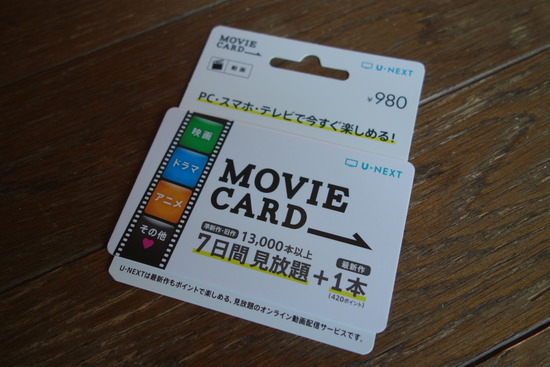 MOVIE
CARD
動画
U-NEXT
¥980
PC・スマホ・テレビで今すぐ楽しめる!
映画
ドラマ
アニメ
その他
U-NEXT
MOVIE
CARD
準新作・旧作
13,000本以上
7日間 見放題
+
最新作
1本
(420ポイント)
U-NEXTは最新作もポイントで楽しめる、見放題のオンライン動画配信サービスです。